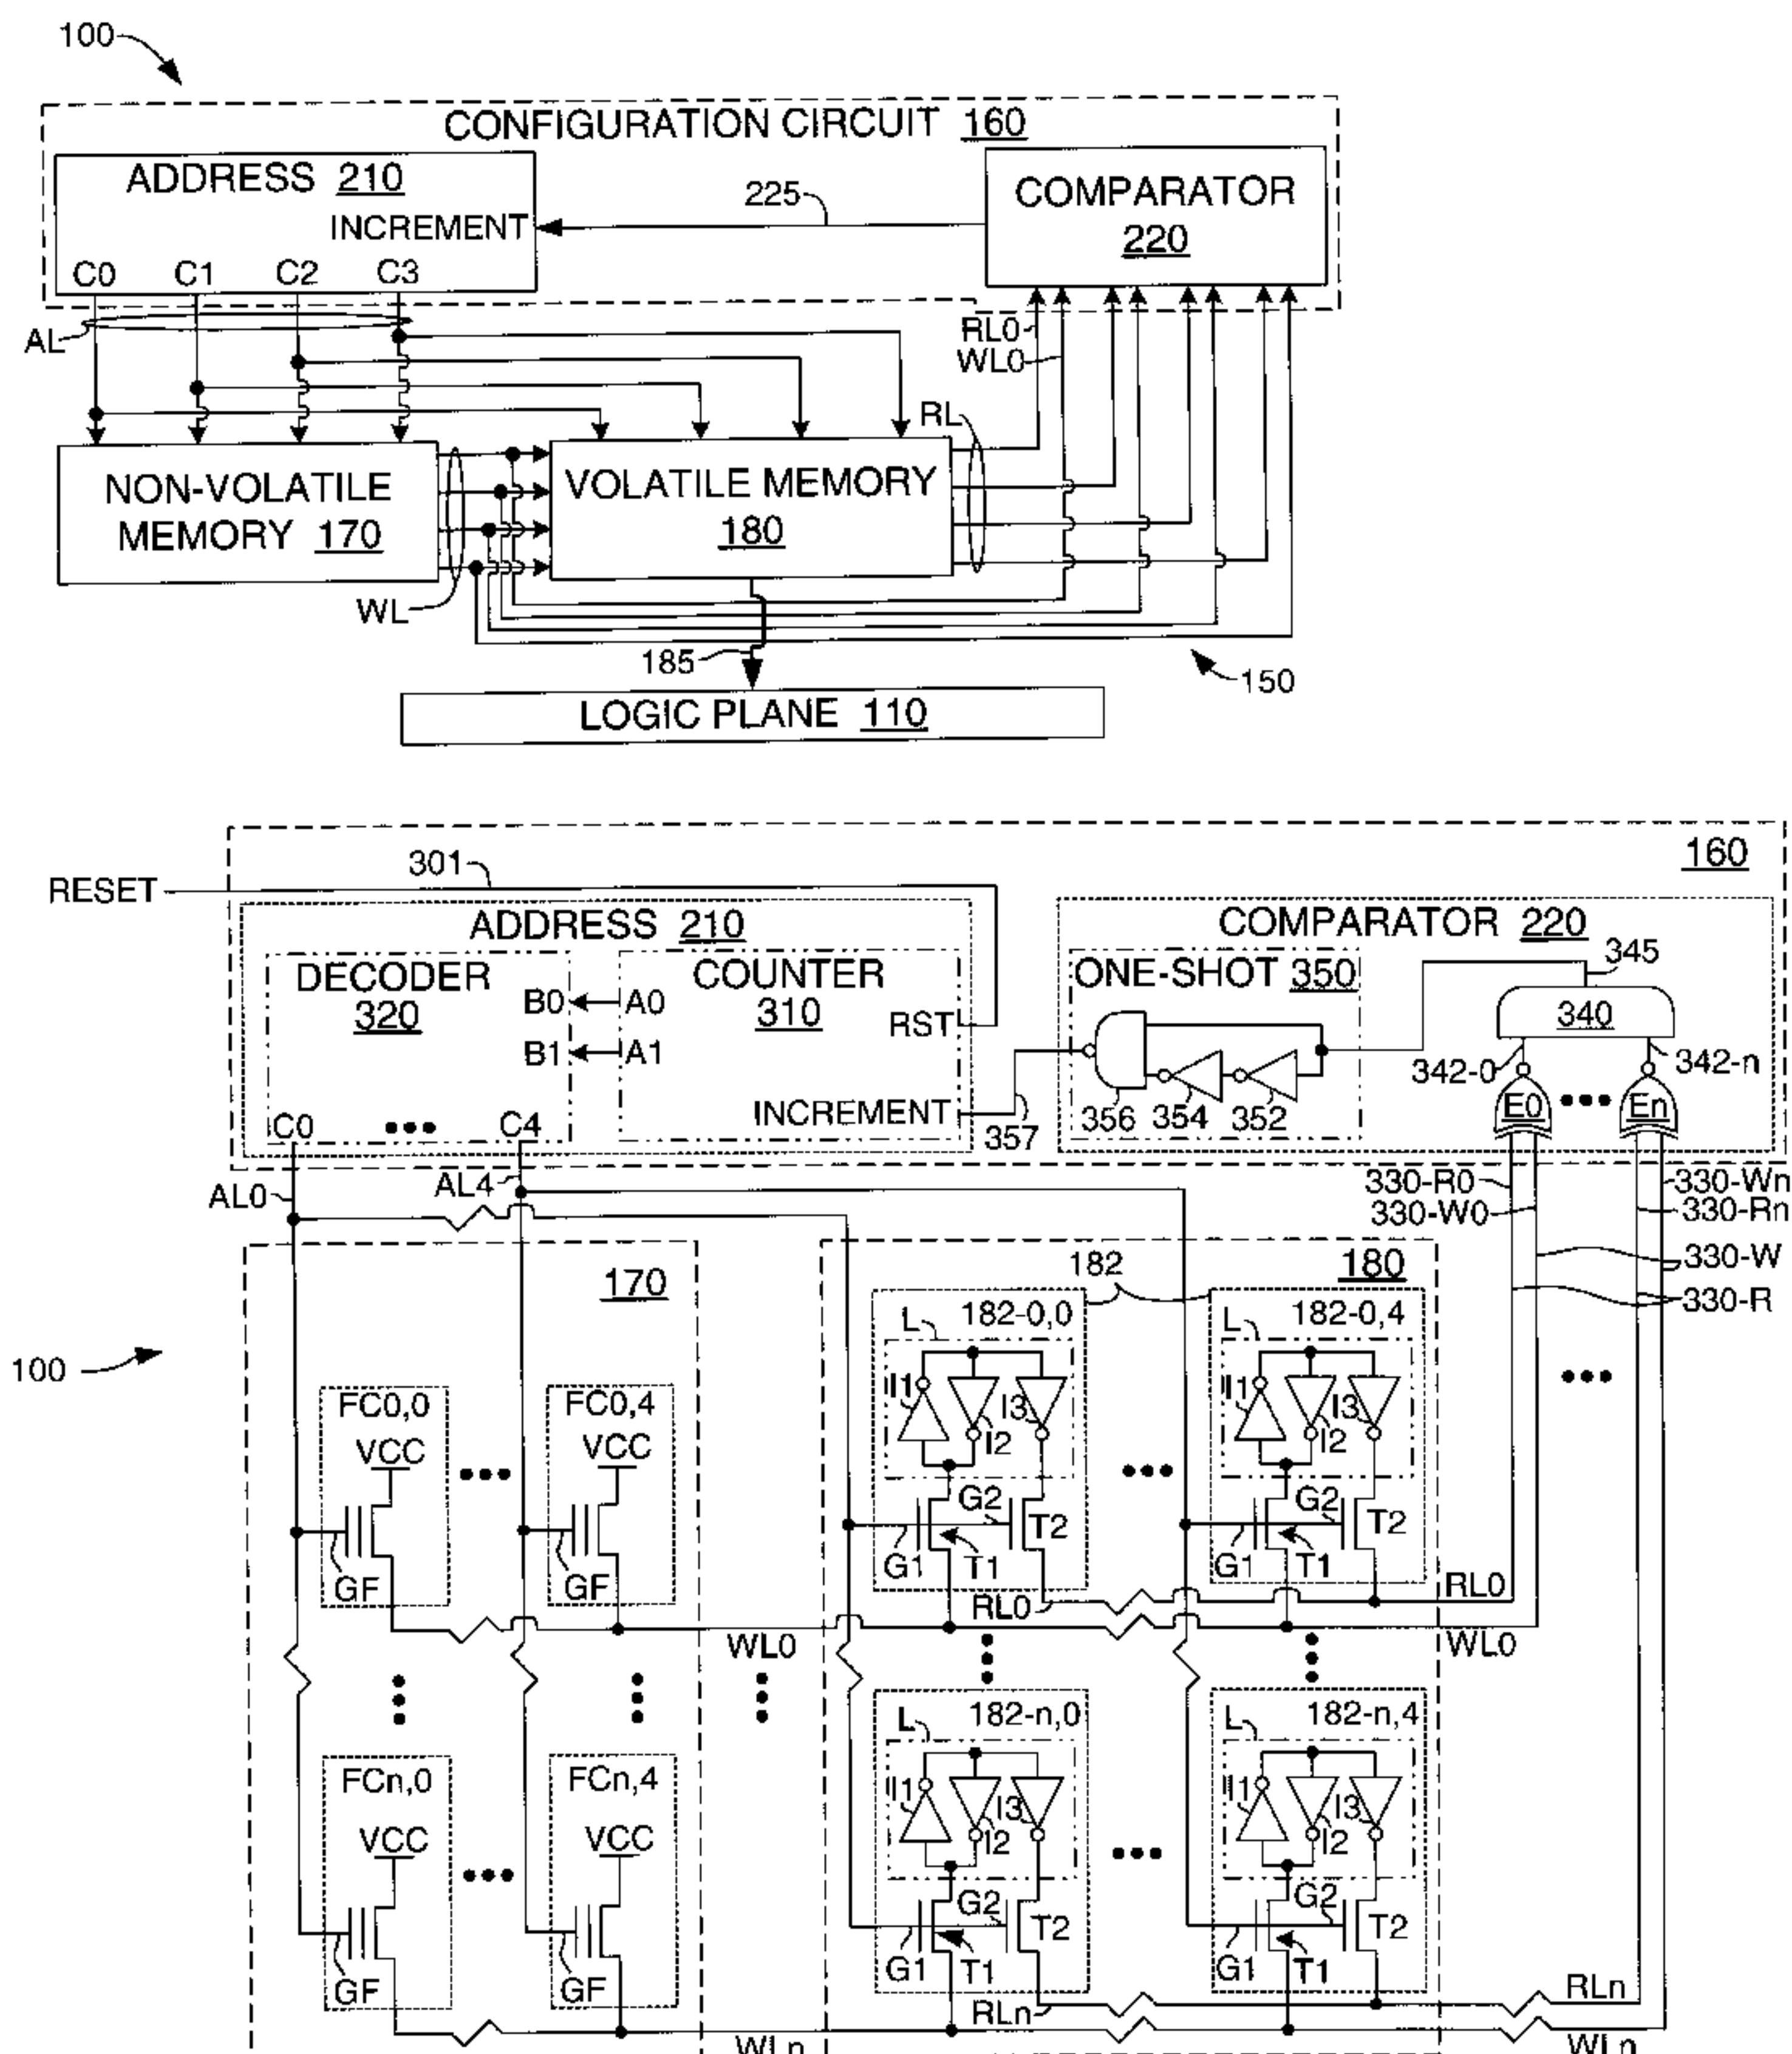 100
CONFIGURATION CIRCUIT 160
ADDRESS 210
INCREMENT
C0 C1 C2 C3
225
COMPARATOR
220
AL
RL0
WL0
RL
NON-VOLATILE
MEMORY 170
VOLATILE MEMORY
180
WL
185
150
LOGIC PLANE 110
160
301
RESET
ADDRESS 210
COMPARATOR 220
DECODER
320
B0
B1
C0
C4
COUNTER
310
A0
A1
RST
INCREMENT
ONE-SHOT 350
345
340
342-0
342-n
356 354 352
357
E0
En
AL0
AL4
330-R0
330-W0
330-Wn
330-Rn
330-W
330-R
170
182
180
100
FC0,0
VCC
GF
FC0,4
VCC
GF
L
182-0,0
I1
I2
I3
G2
T2
G1
T1
L
182-0,4
I1
I2
I3
G2
T2
G1
T1
RL0
RL0
WL0
WL0
FCn,0
VCC
GF
FCn,4
VCC
GF
L
182-n,0
I1
I2
I3
G2
T2
G1
T1
L
182-n,4
I1
I2
I3
G2
T2
G1
T1
RLn
RLn
WLn
WLn